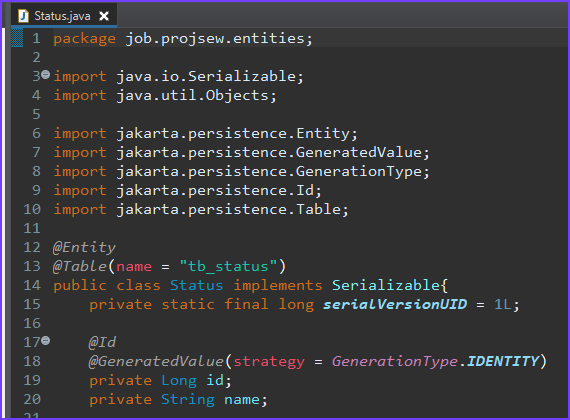 Status.java
1 package job.projsew.entities;
2
3 import java.io.Serializable;
4 import java.util.Objects;
5
6 import jakarta.persistence.Entity;
7 import jakarta.persistence.GeneratedValue;
8 import jakarta.persistence.GenerationType;
9 import jakarta.persistence.Id;
10 import jakarta.persistence.Table;
11
12 @Entity
13 @Table(name = "tb_status")
14 public class Status implements Serializable{
15     private static final long serialVersionUID = 1L;
16
17     @Id
18     @GeneratedValue(strategy = GenerationType.IDENTITY)
19     private Long id;
20     private String name;
21